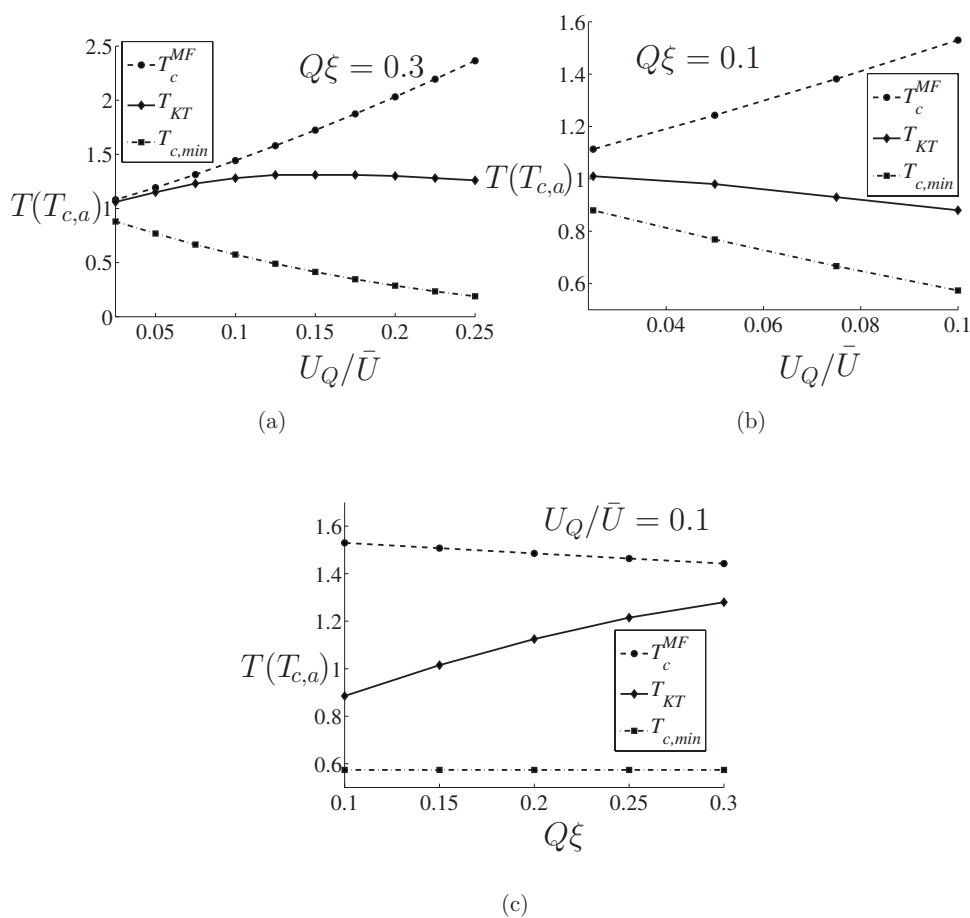 2.5
2
1.5
1
0.5
0
T(T_{c,a})
T_c^{MF}
T_{KT}
T_{c,min}
Qξ = 0.3
0.05 0.1 0.15 0.2 0.25
U_Q/Ū
(a)
1.6
1.4
1.2
1
0.8
0.6
T(T_{c,a})
Qξ = 0.1
T_c^{MF}
T_{KT}
T_{c,min}
0.04 0.06 0.08 0.1
U_Q/Ū
(b)
1.6
1.4
1.2
1
0.8
0.6
T(T_{c,a})
U_Q/Ū = 0.1
T_c^{MF}
T_{KT}
T_{c,min}
0.1 0.15 0.2 0.25 0.3
Qξ
(c)